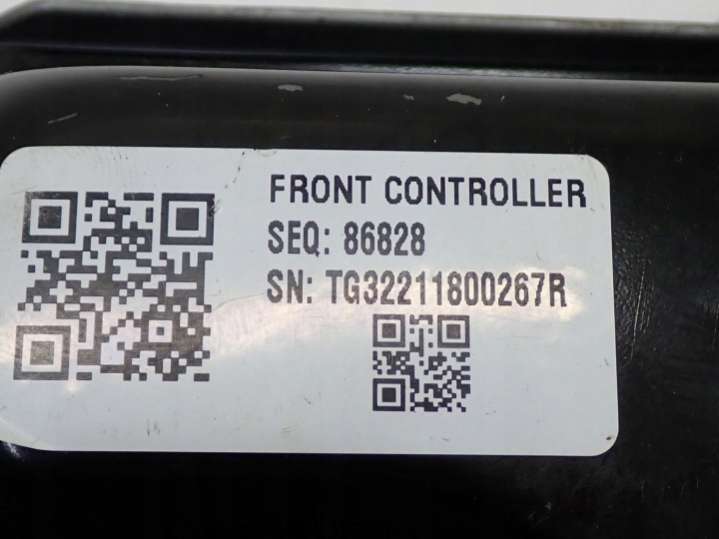 FRONT CONTROLLER
SEQ: 86828
SN: TG32211800267R